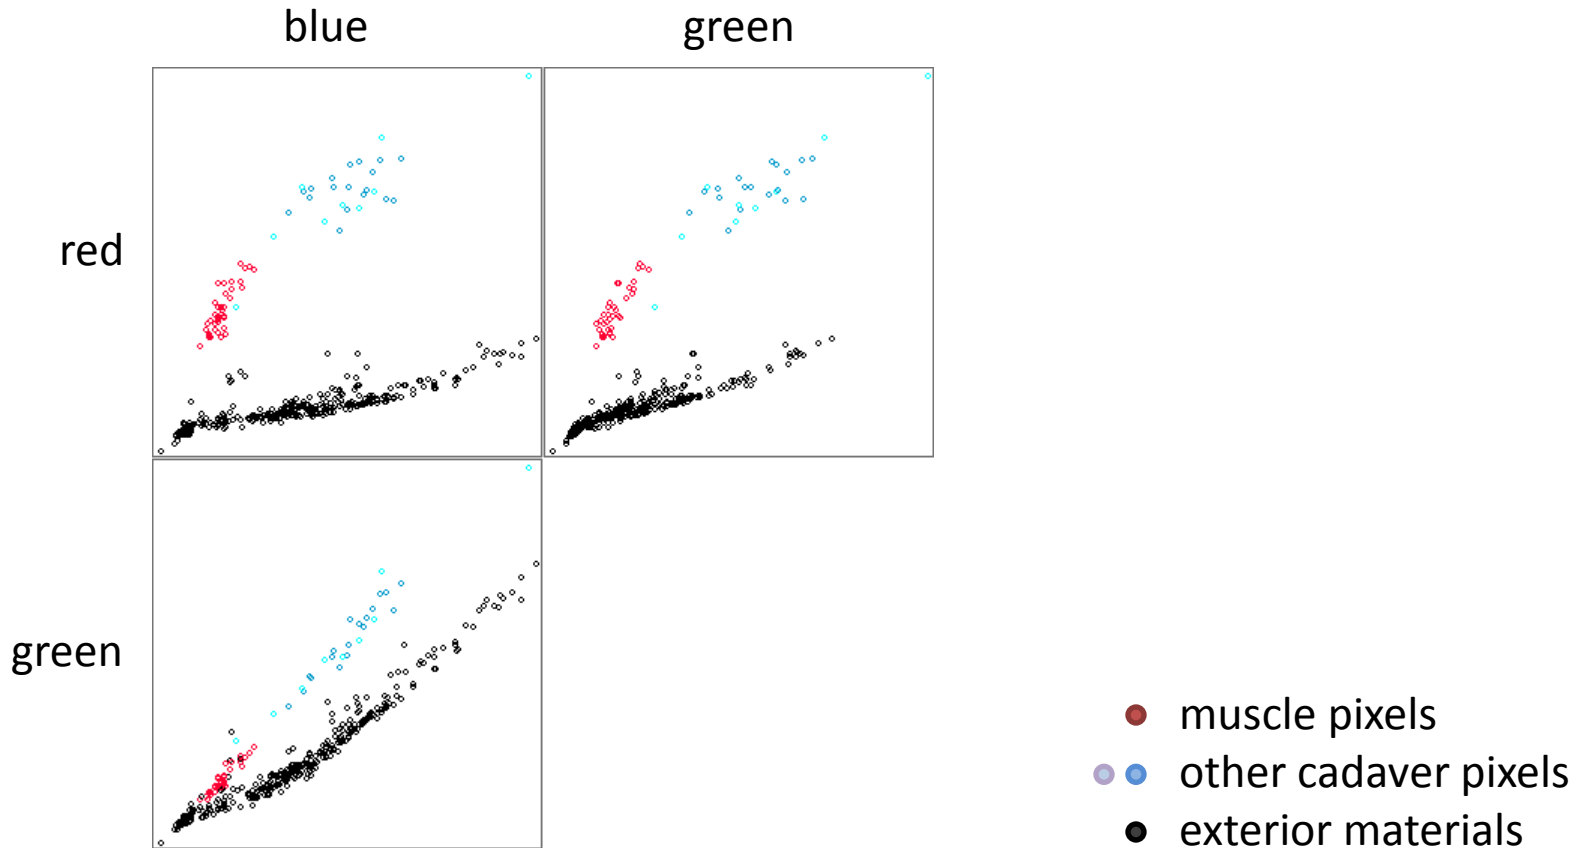 blue green
red
green
muscle pixels
other cadaver pixels
exterior materials